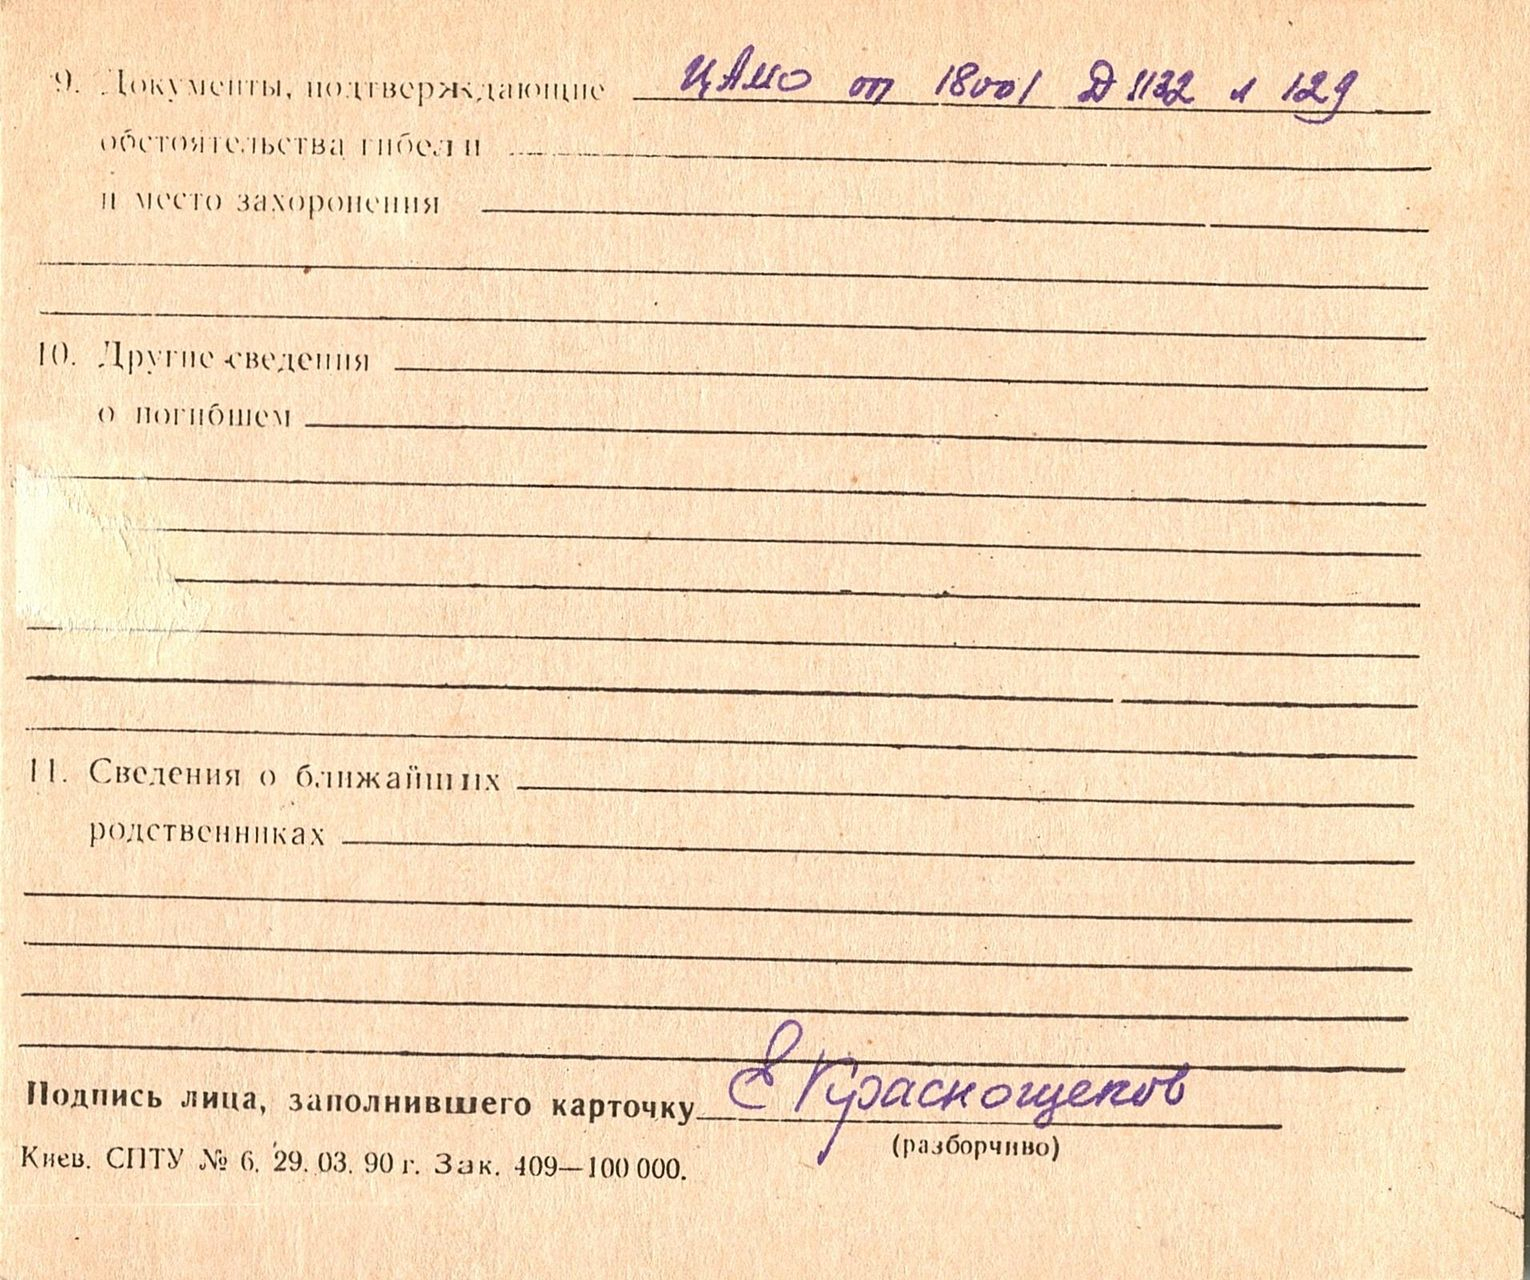 9. Документы, подтверждающие ЦАМО оп 18001 Д 1132 л 129
обстоятельства гибели
и место захоронения
10. Другие сведения
о погибшем
11. Сведения о ближайших
родственниках
Подпись лица, заполнившего карточку Е Краснощеков
(разборчиво)
Киев. СПТУ № 6. 29. 03. 90 г. Зак. 409—100 000.